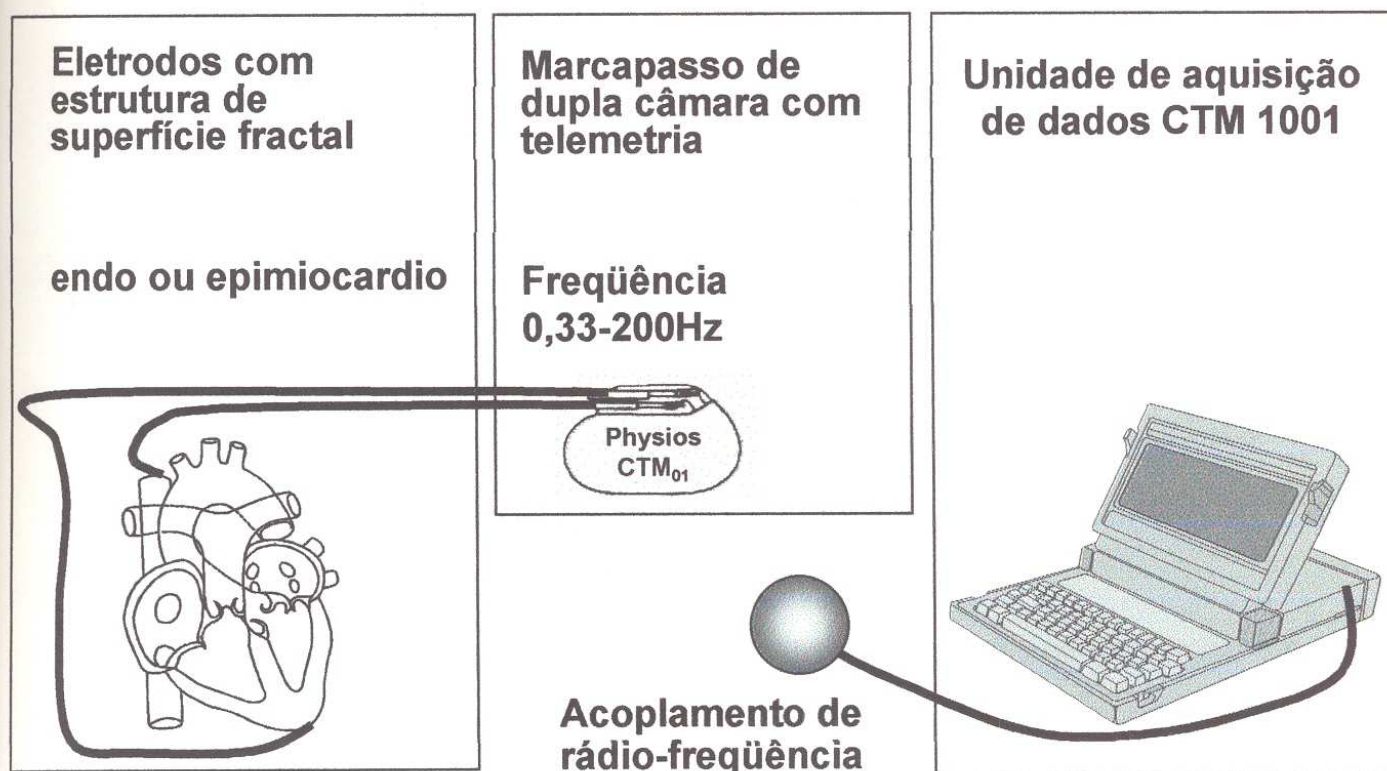 Eletrodos com
estrutura de
superfície fractal
endo ou epimiocardio
Marcapasso de
dupla câmara com
telemetria
Freqüência
0,33-200Hz
Physios
CTM01
Acoplamento de
rádio-freqüência
Unidade de aquisição
de dados CTM 1001